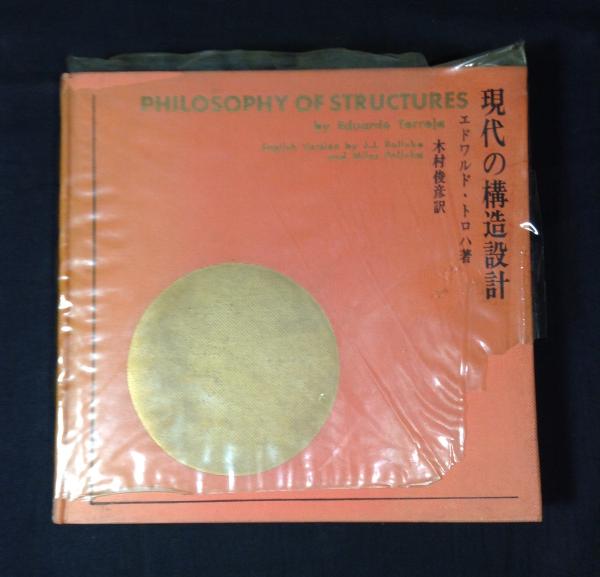 PHILOSOPHY OF STRUCTURES
by Eduardo Torroja
English Version by J.J. Polivka
and Milos Polivka
現代の構造設計
エドワルド・トロハ著
木村俊彦訳